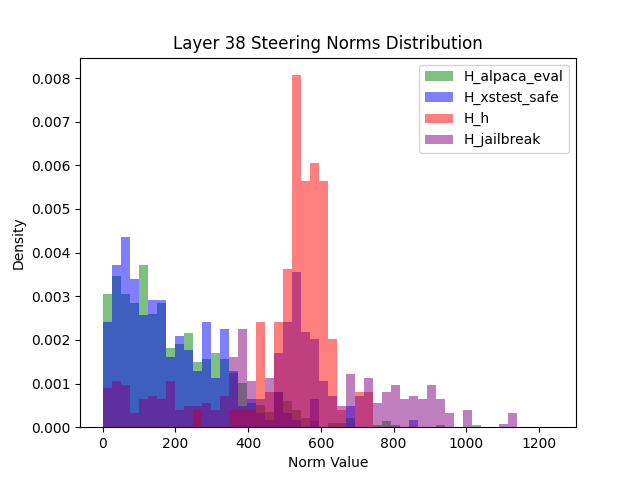 Layer 38 Steering Norms Distribution
H_alpaca_eval
H_xstest_safe
H_h
H_jailbreak
0.008
0.007
0.006
0.005
0.004
0.003
0.002
0.001
0.000
Density
0 200 400 600 800 1000 1200
Norm Value